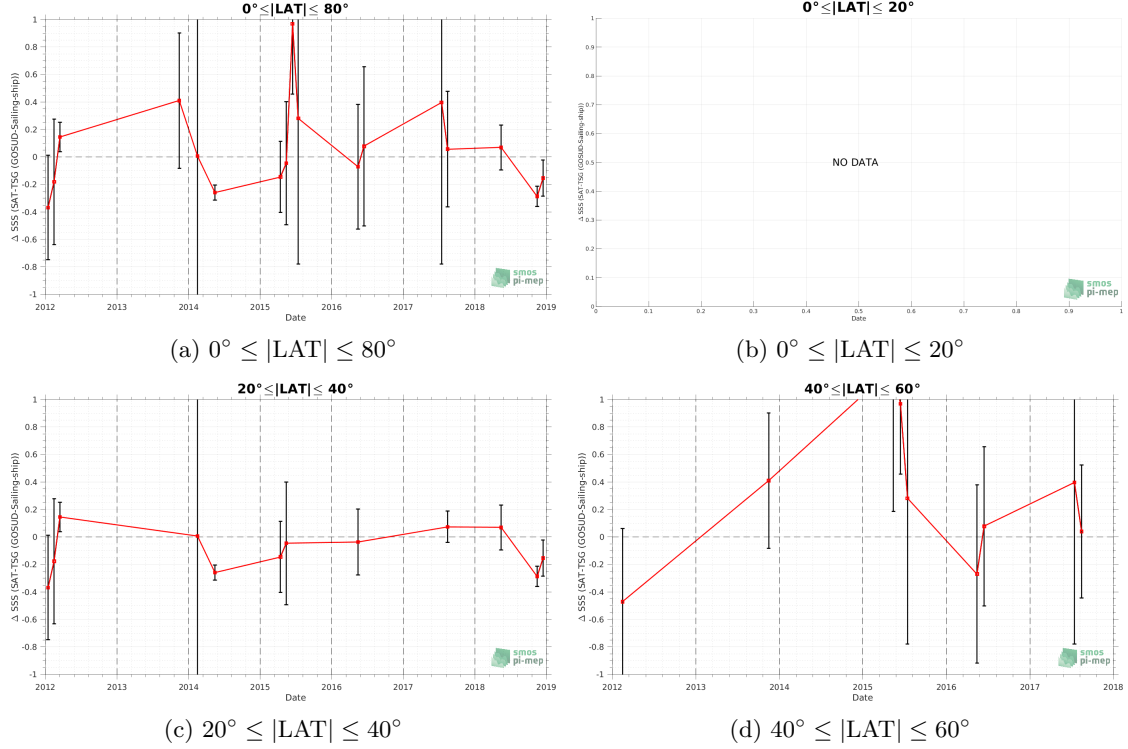 0°≤|LAT|≤ 80°
Δ SSS (SAT-TSG (GOSUD-Sailing-ship))
1
0.8
0.6
0.4
0.2
0
-0.2
-0.4
-0.6
-0.8
-1
2012 2013 2014 2015 2016 2017 2018 2019
Date
smos
pi-mep
(a) 0° ≤ |LAT| ≤ 80°
0°≤|LAT|≤ 20°
Δ SSS (SAT-TSG (GOSUD-Sailing-ship))
1
0.9
0.8
0.7
0.6
0.5
0.4
0.3
0.2
0.1
0
NO DATA
0 0.1 0.2 0.3 0.4 0.5 0.6 0.7 0.8 0.9 1
Date
smos
pi-mep
(b) 0° ≤ |LAT| ≤ 20°
20°≤|LAT|≤ 40°
Δ SSS (SAT-TSG (GOSUD-Sailing-ship))
1
0.8
0.6
0.4
0.2
0
-0.2
-0.4
-0.6
-0.8
-1
2012 2013 2014 2015 2016 2017 2018 2019
Date
smos
pi-mep
(c) 20° ≤ |LAT| ≤ 40°
40°≤|LAT|≤ 60°
Δ SSS (SAT-TSG (GOSUD-Sailing-ship))
1
0.8
0.6
0.4
0.2
0
-0.2
-0.4
-0.6
-0.8
-1
2012 2013 2014 2015 2016 2017 2018
Date
smos
pi-mep
(d) 40° ≤ |LAT| ≤ 60°